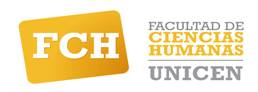 FCH
FACULTAD DE
CIENCIAS
HUMANAS
UNICEN